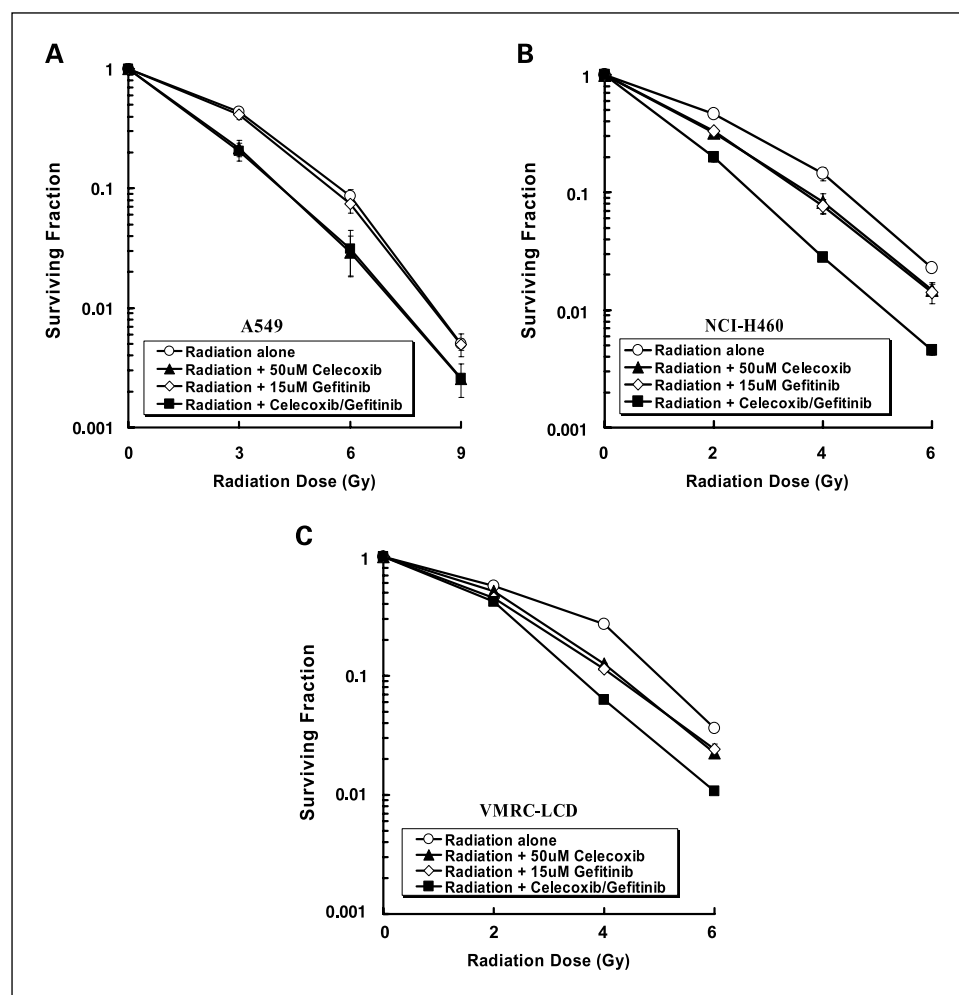 A
B
1
0.1
0.01
0.001
Surviving Fraction
A549
Radiation alone
Radiation + 50uM Celecoxib
Radiation + 15uM Gefitinib
Radiation + Celecoxib/Gefitinib
0 3 6 9
Radiation Dose (Gy)
1
0.1
0.01
0.001
Surviving Fraction
NCI-H460
Radiation alone
Radiation + 50uM Celecoxib
Radiation + 15uM Gefitinib
Radiation + Celecoxib/Gefitinib
0 2 4 6
Radiation Dose (Gy)
C
1
0.1
0.01
0.001
Surviving Fraction
VMRC-LCD
Radiation alone
Radiation + 50uM Celecoxib
Radiation + 15uM Gefitinib
Radiation + Celecoxib/Gefitinib
0 2 4 6
Radiation Dose (Gy)